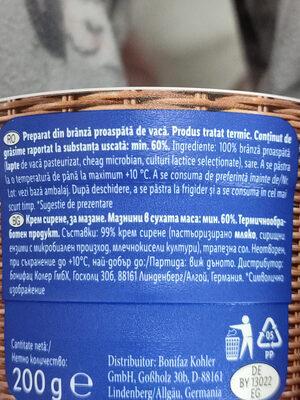 RO Preparat din brânză proaspătă de vacă. Produs tratat termic. Conținut de
grăsime raportat la substanța uscată: min. 60%. Ingrediente: 100% brânză proaspătă
(lapte de vacă pasteurizat, cheag microbian, culturi lactice selecționate), sare. A se păstra
la o temperatură de până la maximum +10 °C. A se consuma de preferință înainte de/Nr.
Lot: vezi baza ambalaj. După deschidere, a se păstra la frigider și a se consuma în cel mai
scurt timp. *Sugestie de prezentare
BG Крем сирене, за мазане. Мазнини в сухата маса: мин. 60%. Термичнообра-
ботен продукт. Съставки: 99% крем сирене (пастьоризирано мляко, сирищни
ензими с микробиален произход, млечнокисели култури), трапезна сол. Неотворен,
при съхранение до +10°C, най-добър до:/Партида: виж дъното. Дистрибутор:
Бонифац Колер ГмбХ, Госхолц 30б, 88161 Линденберг/Алгой, Германия. *Символично
изображение
Cantitate netă/
Нетно количество:
200 g e
Distribuitor: Bonifaz Kohler
GmbH, Goßholz 30b, D-88161
Lindenberg/Allgäu, Germania
05
PP
DE
BY 13022
EG